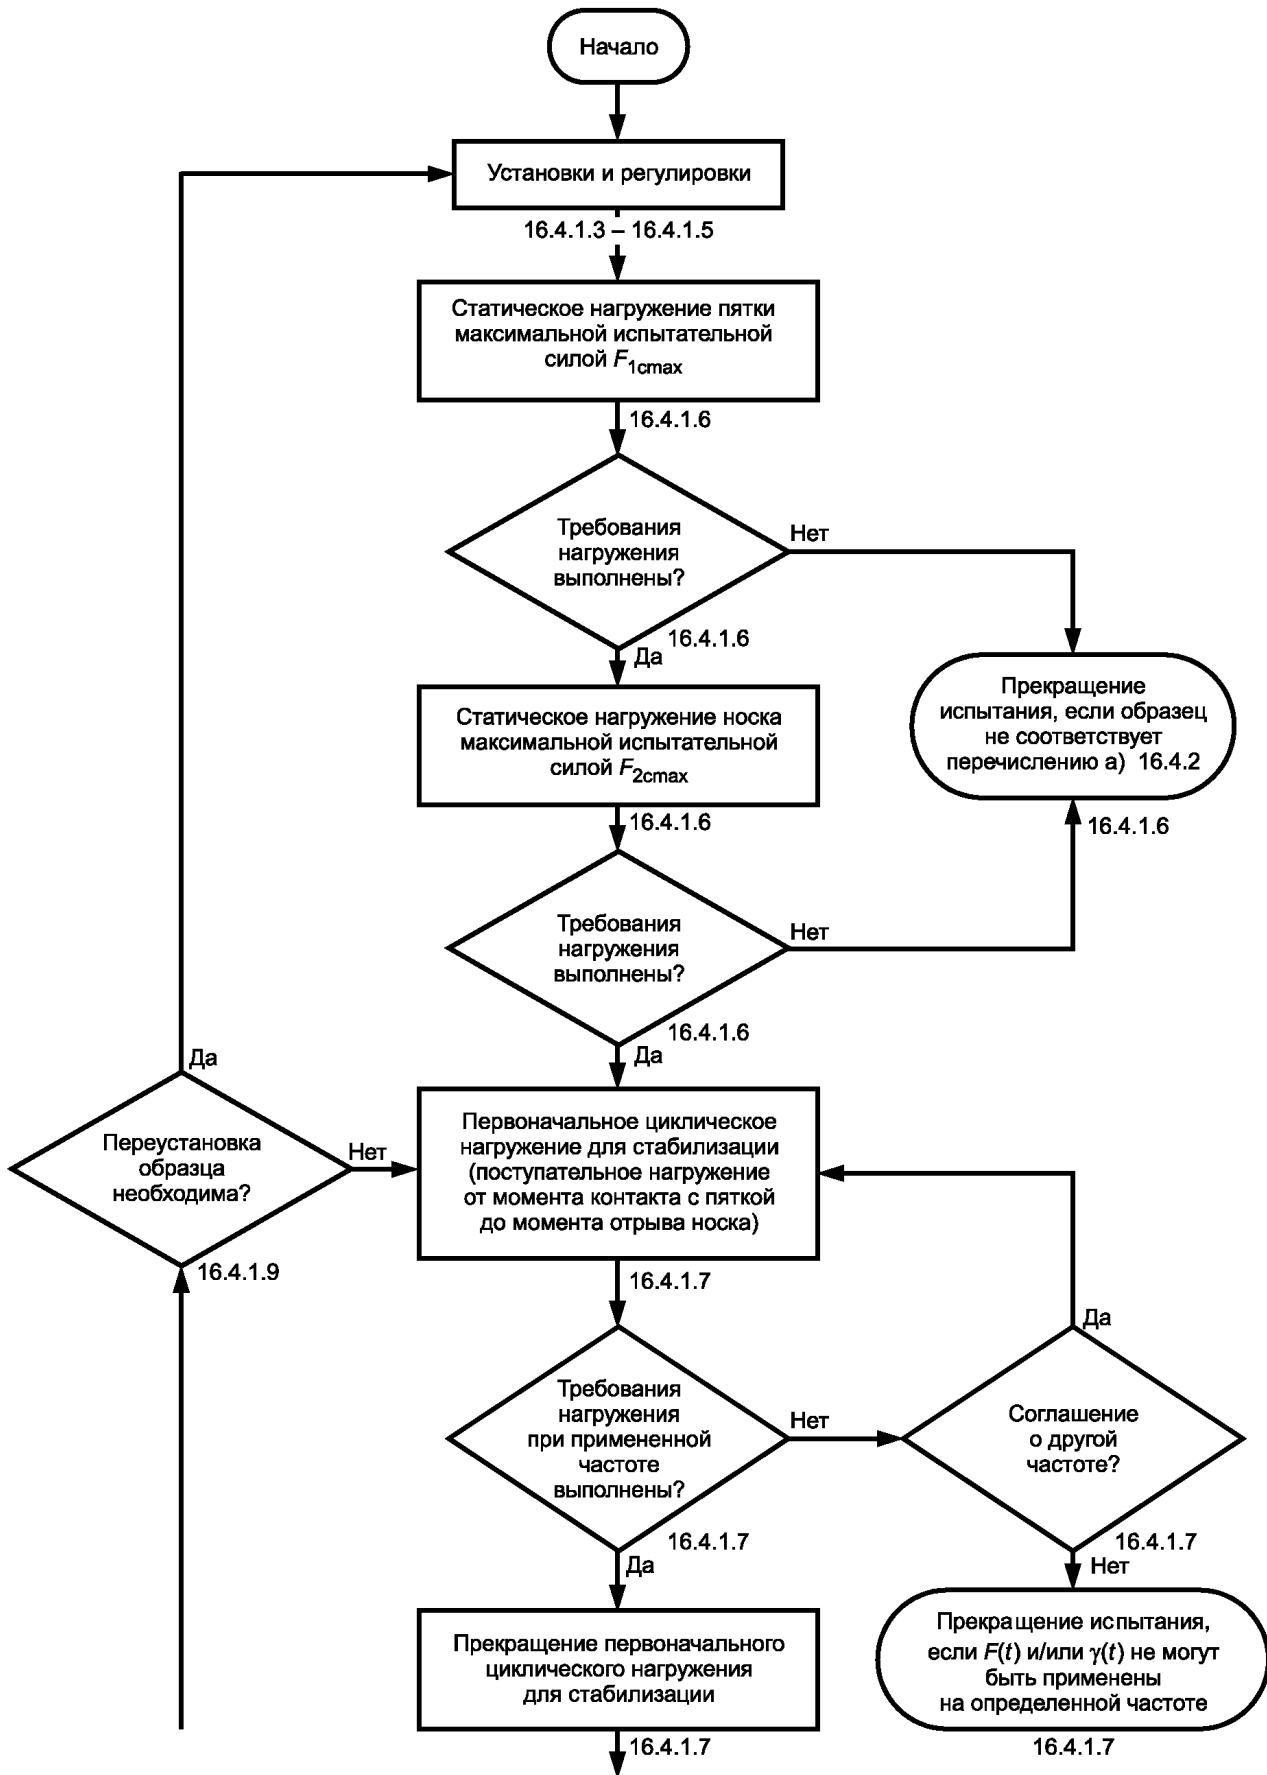 Начало
Установки и регулировки
16.4.1.3 – 16.4.1.5
Статическое нагружение пятки
максимальной испытательной
силой F1cmax
16.4.1.6
Требования
нагружения
выполнены?
Нет
16.4.1.6
Да
Прекращение
испытания, если образец
не соответствует
перечислению а) 16.4.2
16.4.1.6
Статическое нагружение носка
максимальной испытательной
силой F2cmax
16.4.1.6
Требования
нагружения
выполнены?
Нет
16.4.1.6
Да
Да
Переустановка
образца
необходима?
Нет
16.4.1.9
Первоначальное циклическое
нагружение для стабилизации
(поступательное нагружение
от момента контакта с пяткой
до момента отрыва носка)
16.4.1.7
Требования
нагружения
при примененной
частоте
выполнены?
Нет
16.4.1.7
Да
Да
Соглашение
о другой
частоте?
16.4.1.7
Нет
Прекращение первоначального
циклического нагружения
для стабилизации
16.4.1.7
Прекращение испытания,
если F(t) и/или γ(t) не могут
быть применены
на определенной частоте
16.4.1.7